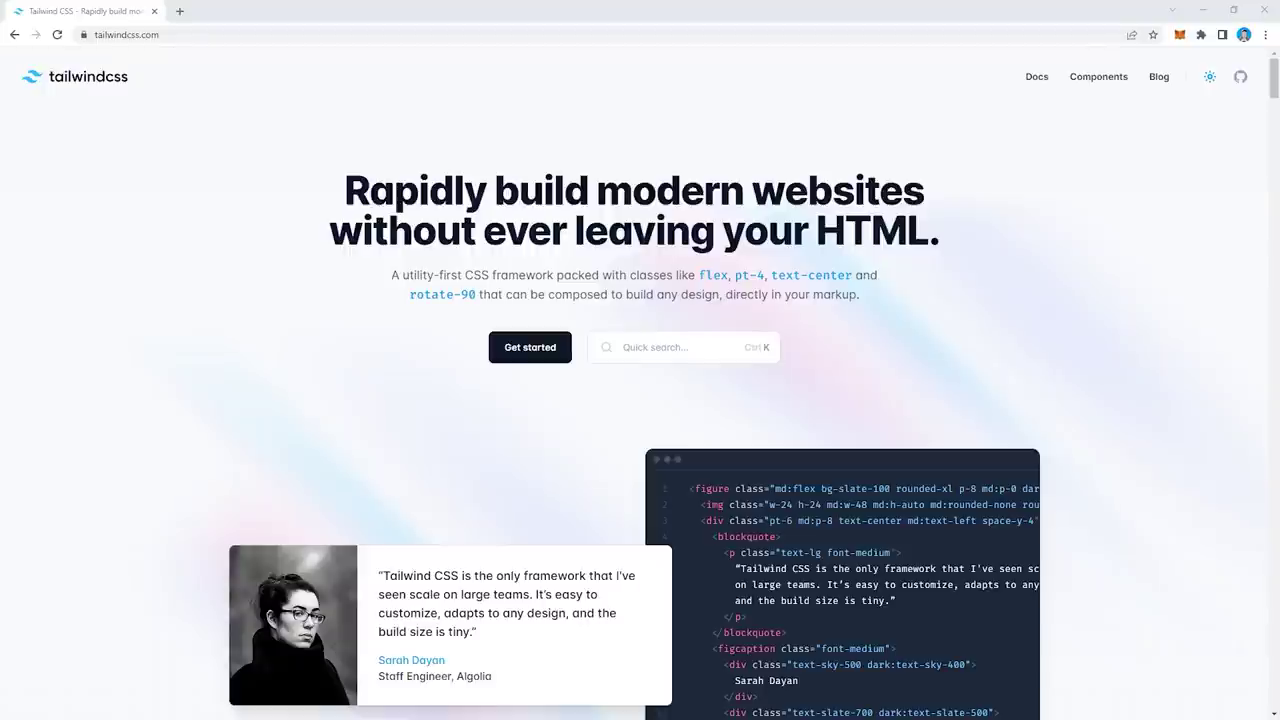 Tailwind CSS - Rapidly build mo
tailwindcss.com
tailwindcss
Docs
Components
Blog
Rapidly build modern websites
without ever leaving your HTML.
A utility-first CSS framework packed with classes like flex, pt-4, text-center and
rotate-90 that can be composed to build any design, directly in your markup.
Get started
Quick search...
Ctrl K
"Tailwind CSS is the only framework that I've
seen scale on large teams. It's easy to
customize, adapts to any design, and the
build size is tiny."
Sarah Dayan
Staff Engineer, Algolia
1 <figure class="md:flex bg-slate-100 rounded-xl p-8 md:p-0 dar
2 <img class="w-24 h-24 md:w-48 md:h-auto md:rounded-none rou
3 <div class="pt-6 md:p-8 text-center md:text-left space-y-4"
4 <blockquote>
<p class="text-lg font-medium">
“Tailwind CSS is the only framework that I've seen sc
on large teams. It’s easy to customize, adapts to any
and the build size is tiny.”
</p>
</blockquote>
<figcaption class="font-medium">
<div class="text-sky-500 dark:text-sky-400">
Sarah Dayan
</div>
<div class="text-slate-700 dark:text-slate-500">